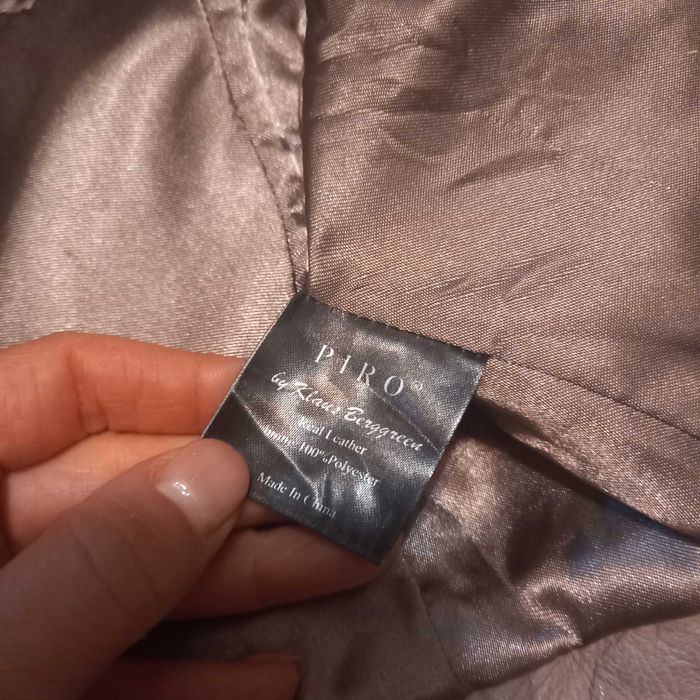 PIRO®
by Klaus Berggreen
Real Leather
100% Polyester
Made In China